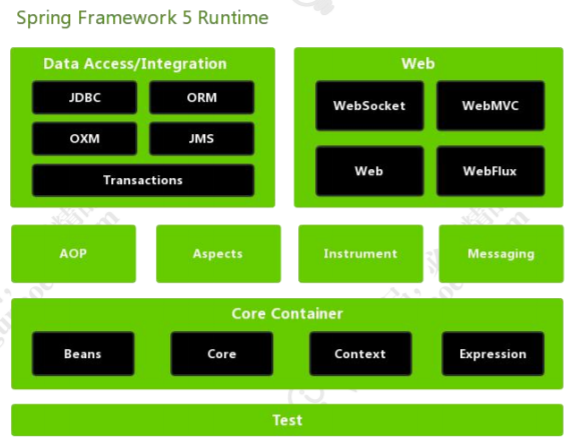 Spring Framework 5 Runtime
Data Access/Integration
JDBC
ORM
OXM
JMS
Transactions
Web
WebSocket
WebMVC
Web
WebFlux
AOP
Aspects
Instrument
Messaging
Core Container
Beans
Core
Context
Expression
Test